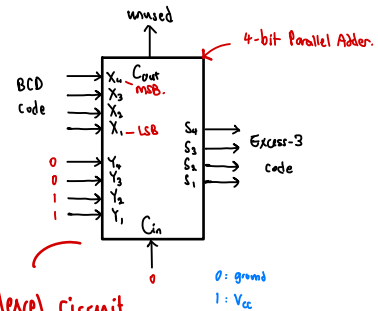 unused
4-bit Parallel Adder.
Cout
BCD
code
X4 - MSB.
X3
X2
X1 - LSB
S4
S3
S2
S1
Excess-3
code
0
0
1
1
Y4
Y3
Y2
Y1
Cin
0
0: ground
1: Vcc
circuit